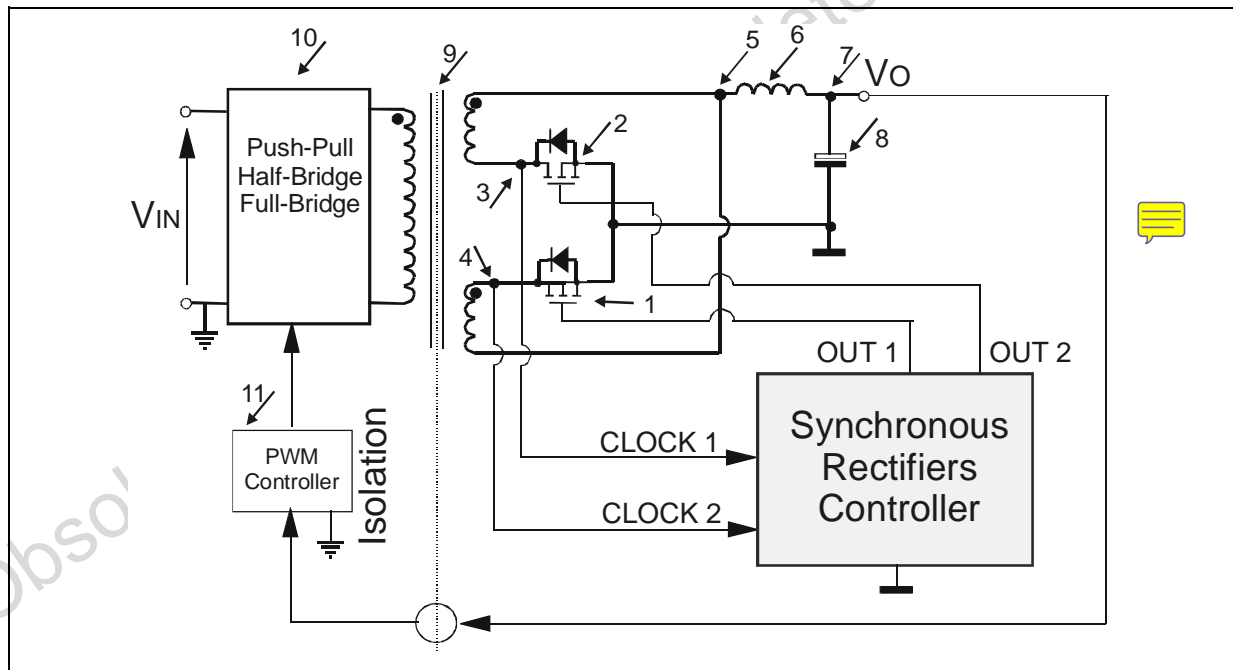 10
9
5
6
7
VO
Push-Pull
Half-Bridge
Full-Bridge
2
8
VIN
3
4
1
OUT 1
OUT 2
11
PWM
Controller
Isolation
CLOCK 1
CLOCK 2
Synchronous
Rectifiers
Controller